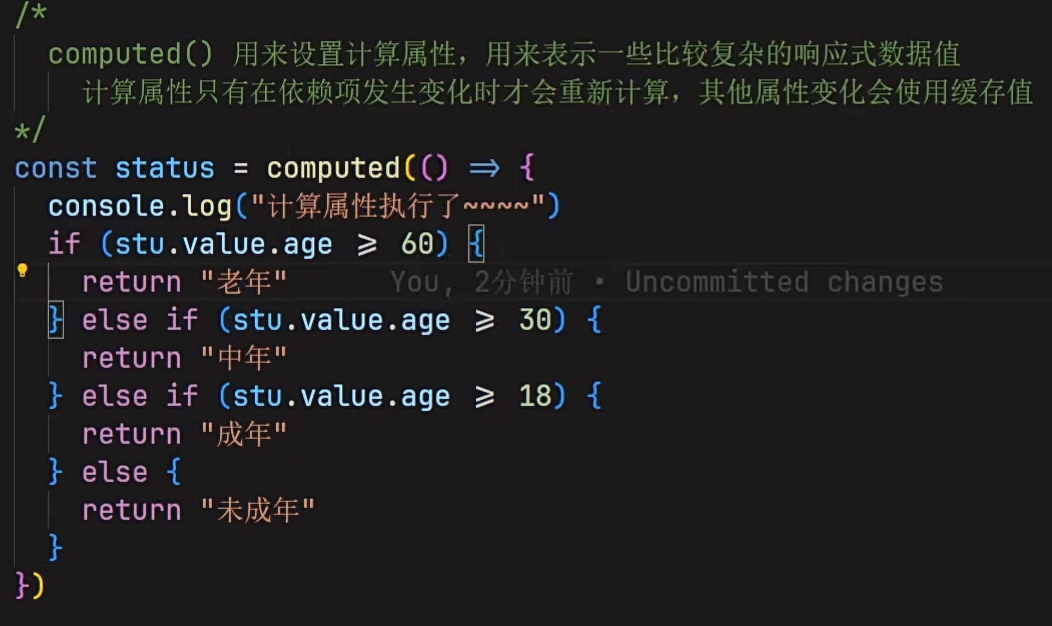 /*
computed() 用来设置计算属性，用来表示一些比较复杂的响应式数据值
计算属性只有在依赖项发生变化时才会重新计算，其他属性变化会使用缓存值
*/
const status = computed(() => {
console.log("计算属性执行了~~~~")
if (stu.value.age >= 60) {
return "老年" You, 2分钟前 • Uncommitted changes
} else if (stu.value.age >= 30) {
return "中年"
} else if (stu.value.age >= 18) {
return "成年"
} else {
return "未成年"
}
})